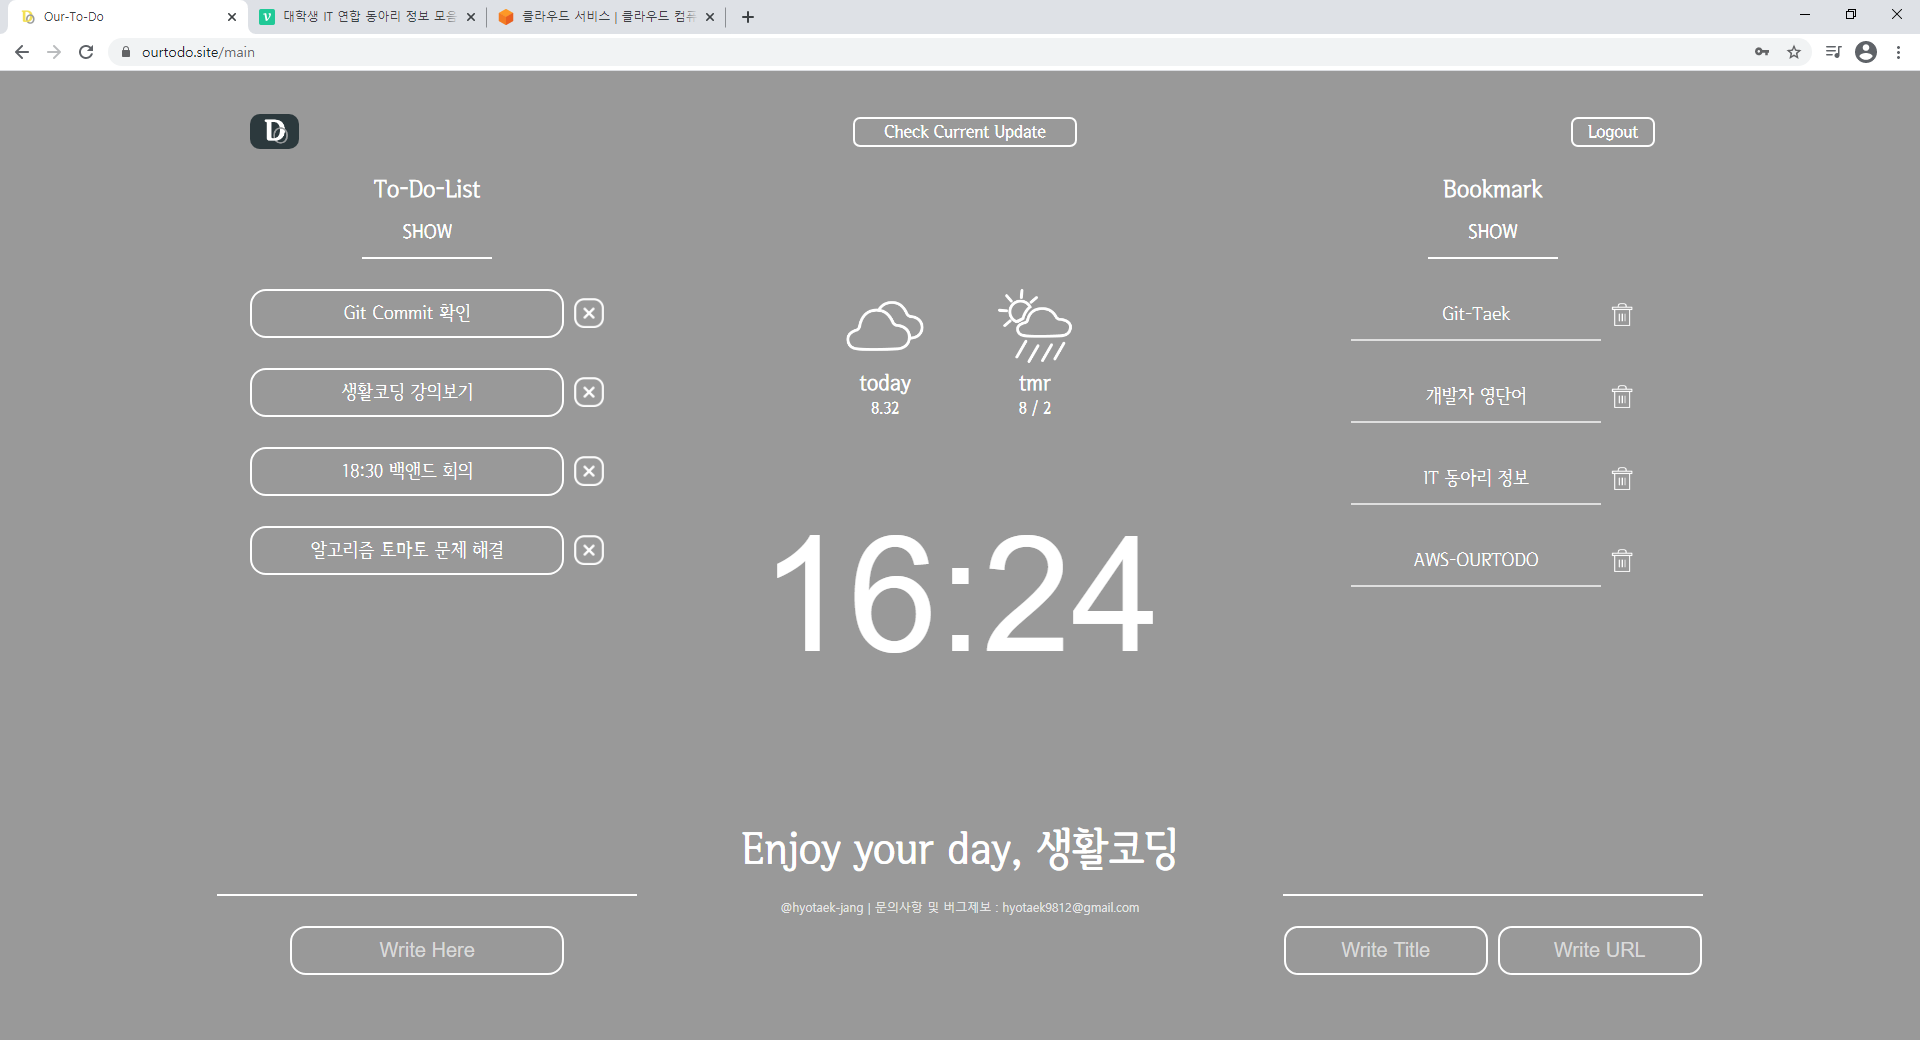 Our-To-Do
대학생 IT 연합 동아리 정보 모음
클라우드 서비스 | 클라우드 컴퓨
ourtodo.site/main
D
Check Current Update
Logout
To-Do-List
SHOW
Git Commit 확인
생활코딩 강의보기
18:30 백앤드 회의
알고리즘 토마토 문제 해결
Write Here
today
8.32
tmr
8 / 2
16:24
Enjoy your day, 생활코딩
@hyotaek-jang | 문의사항 및 버그제보 : hyotaek9812@gmail.com
Bookmark
SHOW
Git-Taek
개발자 영단어
IT 동아리 정보
AWS-OURTODO
Write Title
Write URL